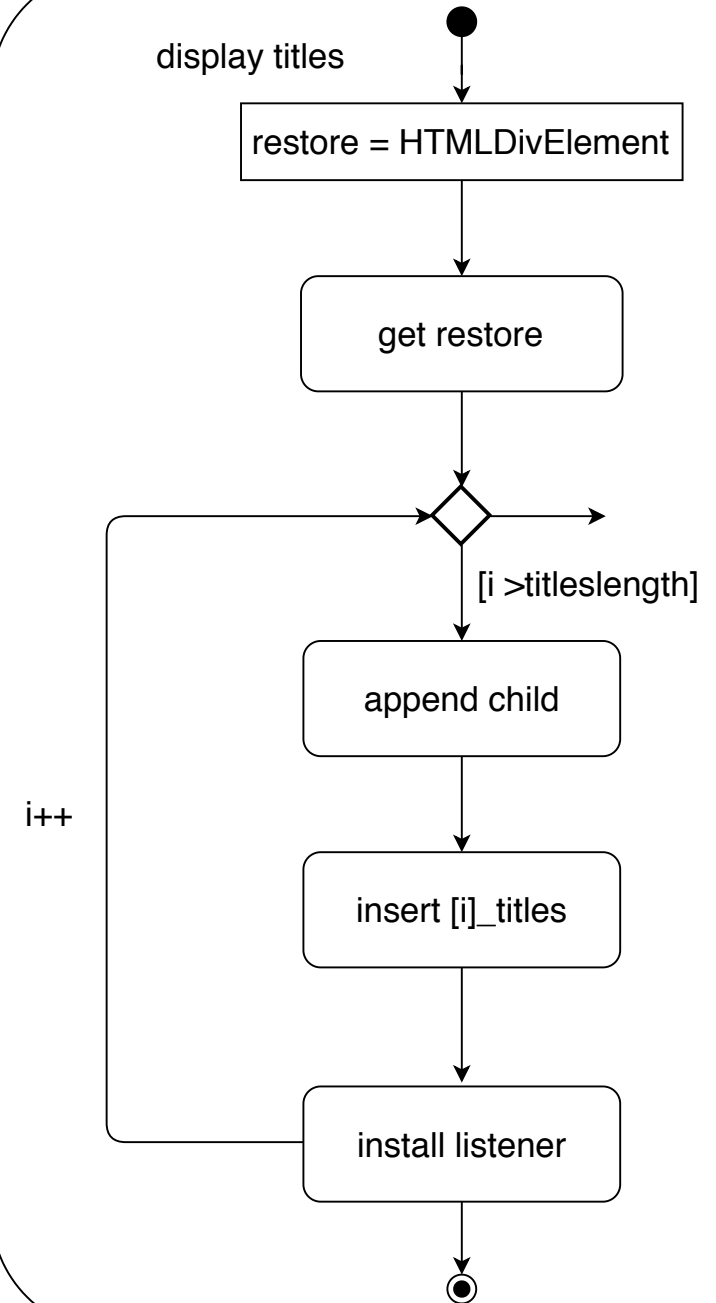 display titles
restore = HTMLDivElement
get restore
[i >titleslength]
append child
i++
insert [i]_titles
install listener